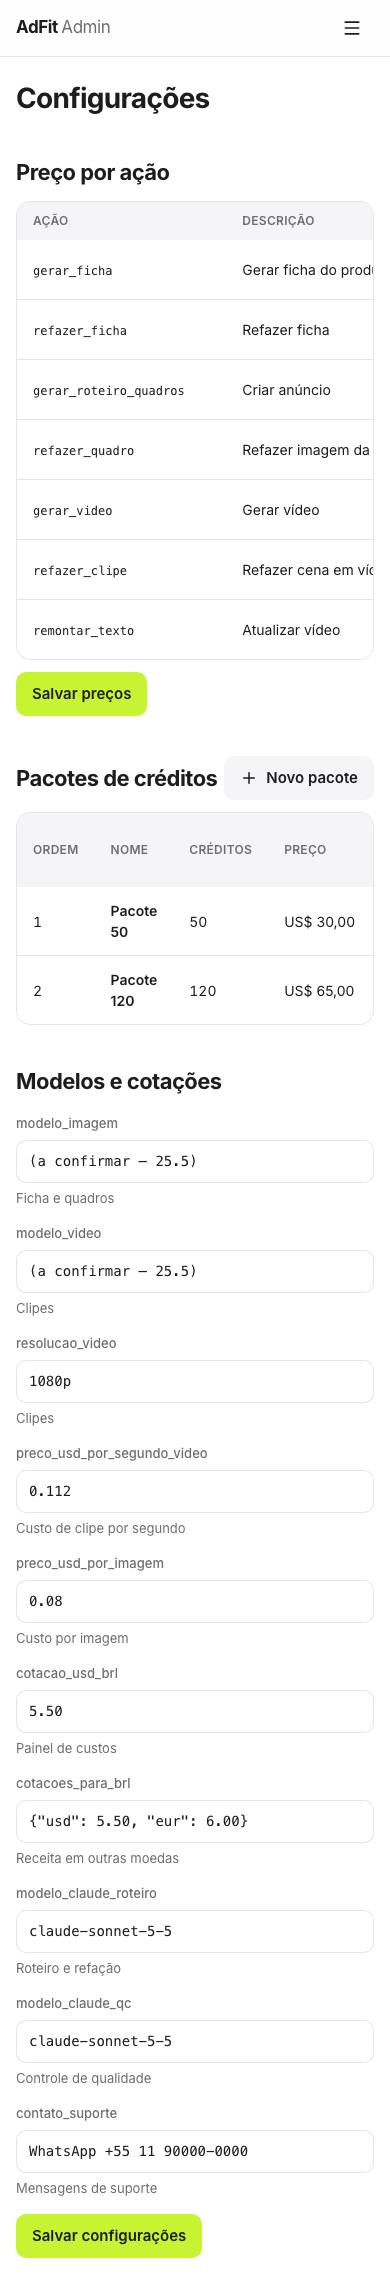 AdFit Admin
Configurações
Preço por ação
AÇÃO DESCRIÇÃO
gerar_ficha Gerar ficha do
refazer_ficha Refazer ficha
gerar_roteiro_quadros Criar anúncio
refazer_quadro Refazer imagem da
gerar_video Gerar vídeo
refazer_clipe Refazer cena em
remontar_texto Atualizar vídeo
Salvar preços
Pacotes de créditos + Novo pacote
ORDEM NOME CRÉDITOS PREÇO
1 Pacote 50 50 US$ 30,00
2 Pacote 120 120 US$ 65,00
Modelos e cotações
modelo_imagem
(a confirmar — 25.5)
Ficha e quadros
modelo_video
(a confirmar — 25.5)
Clipes
resolucao_video
1080p
Clipes
preco_usd_por_segundo_video
0.112
Custo de clipe por segundo
preco_usd_por_imagem
0.08
Custo por imagem
cotacao_usd_brl
5.50
Painel de custos
cotacoes_para_brl
{"usd": 5.50, "eur": 6.00}
Receita em outras moedas
modelo_claude_roteiro
claude-sonnet-5-5
Roteiro e refação
modelo_claude_qc
claude-sonnet-5-5
Controle de qualidade
contato_suporte
WhatsApp +55 11 90000-0000
Mensagens de suporte
Salvar configurações